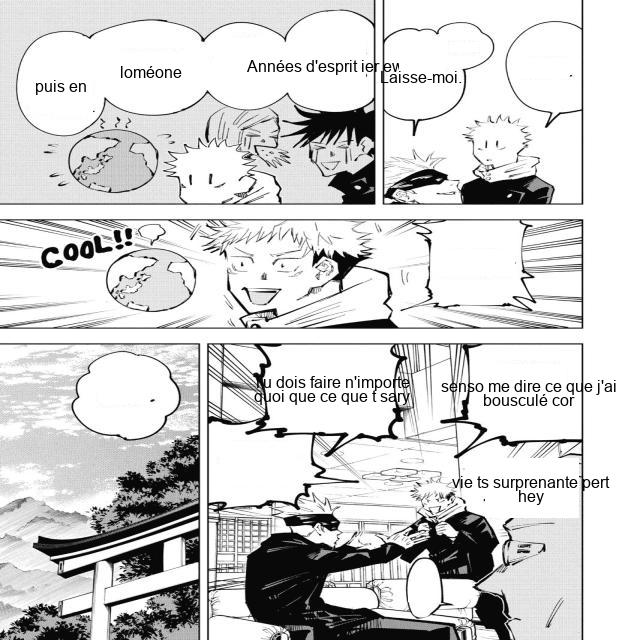 Années d'esprit ier ew
loméone
puis en
Laisse-moi.
COOL!!
Tu dois faire n'importe
quoi que ce que t sary
senso me dire ce que j'ai
bousculé cor
vie ts surprenante pert
hey